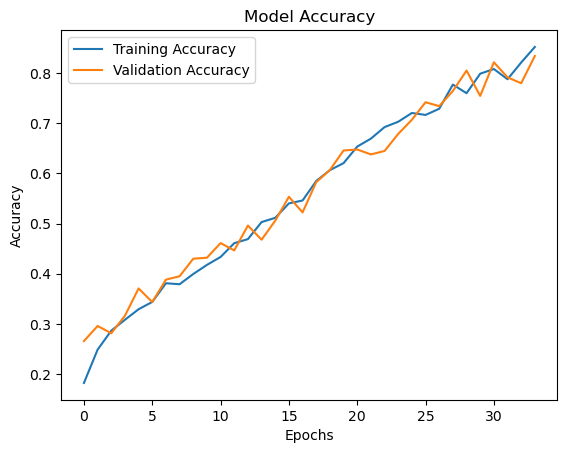 Model Accuracy
Training Accuracy
Validation Accuracy
0.8
0.7
0.6
0.5
0.4
0.3
0.2
Accuracy
0 5 10 15 20 25 30
Epochs